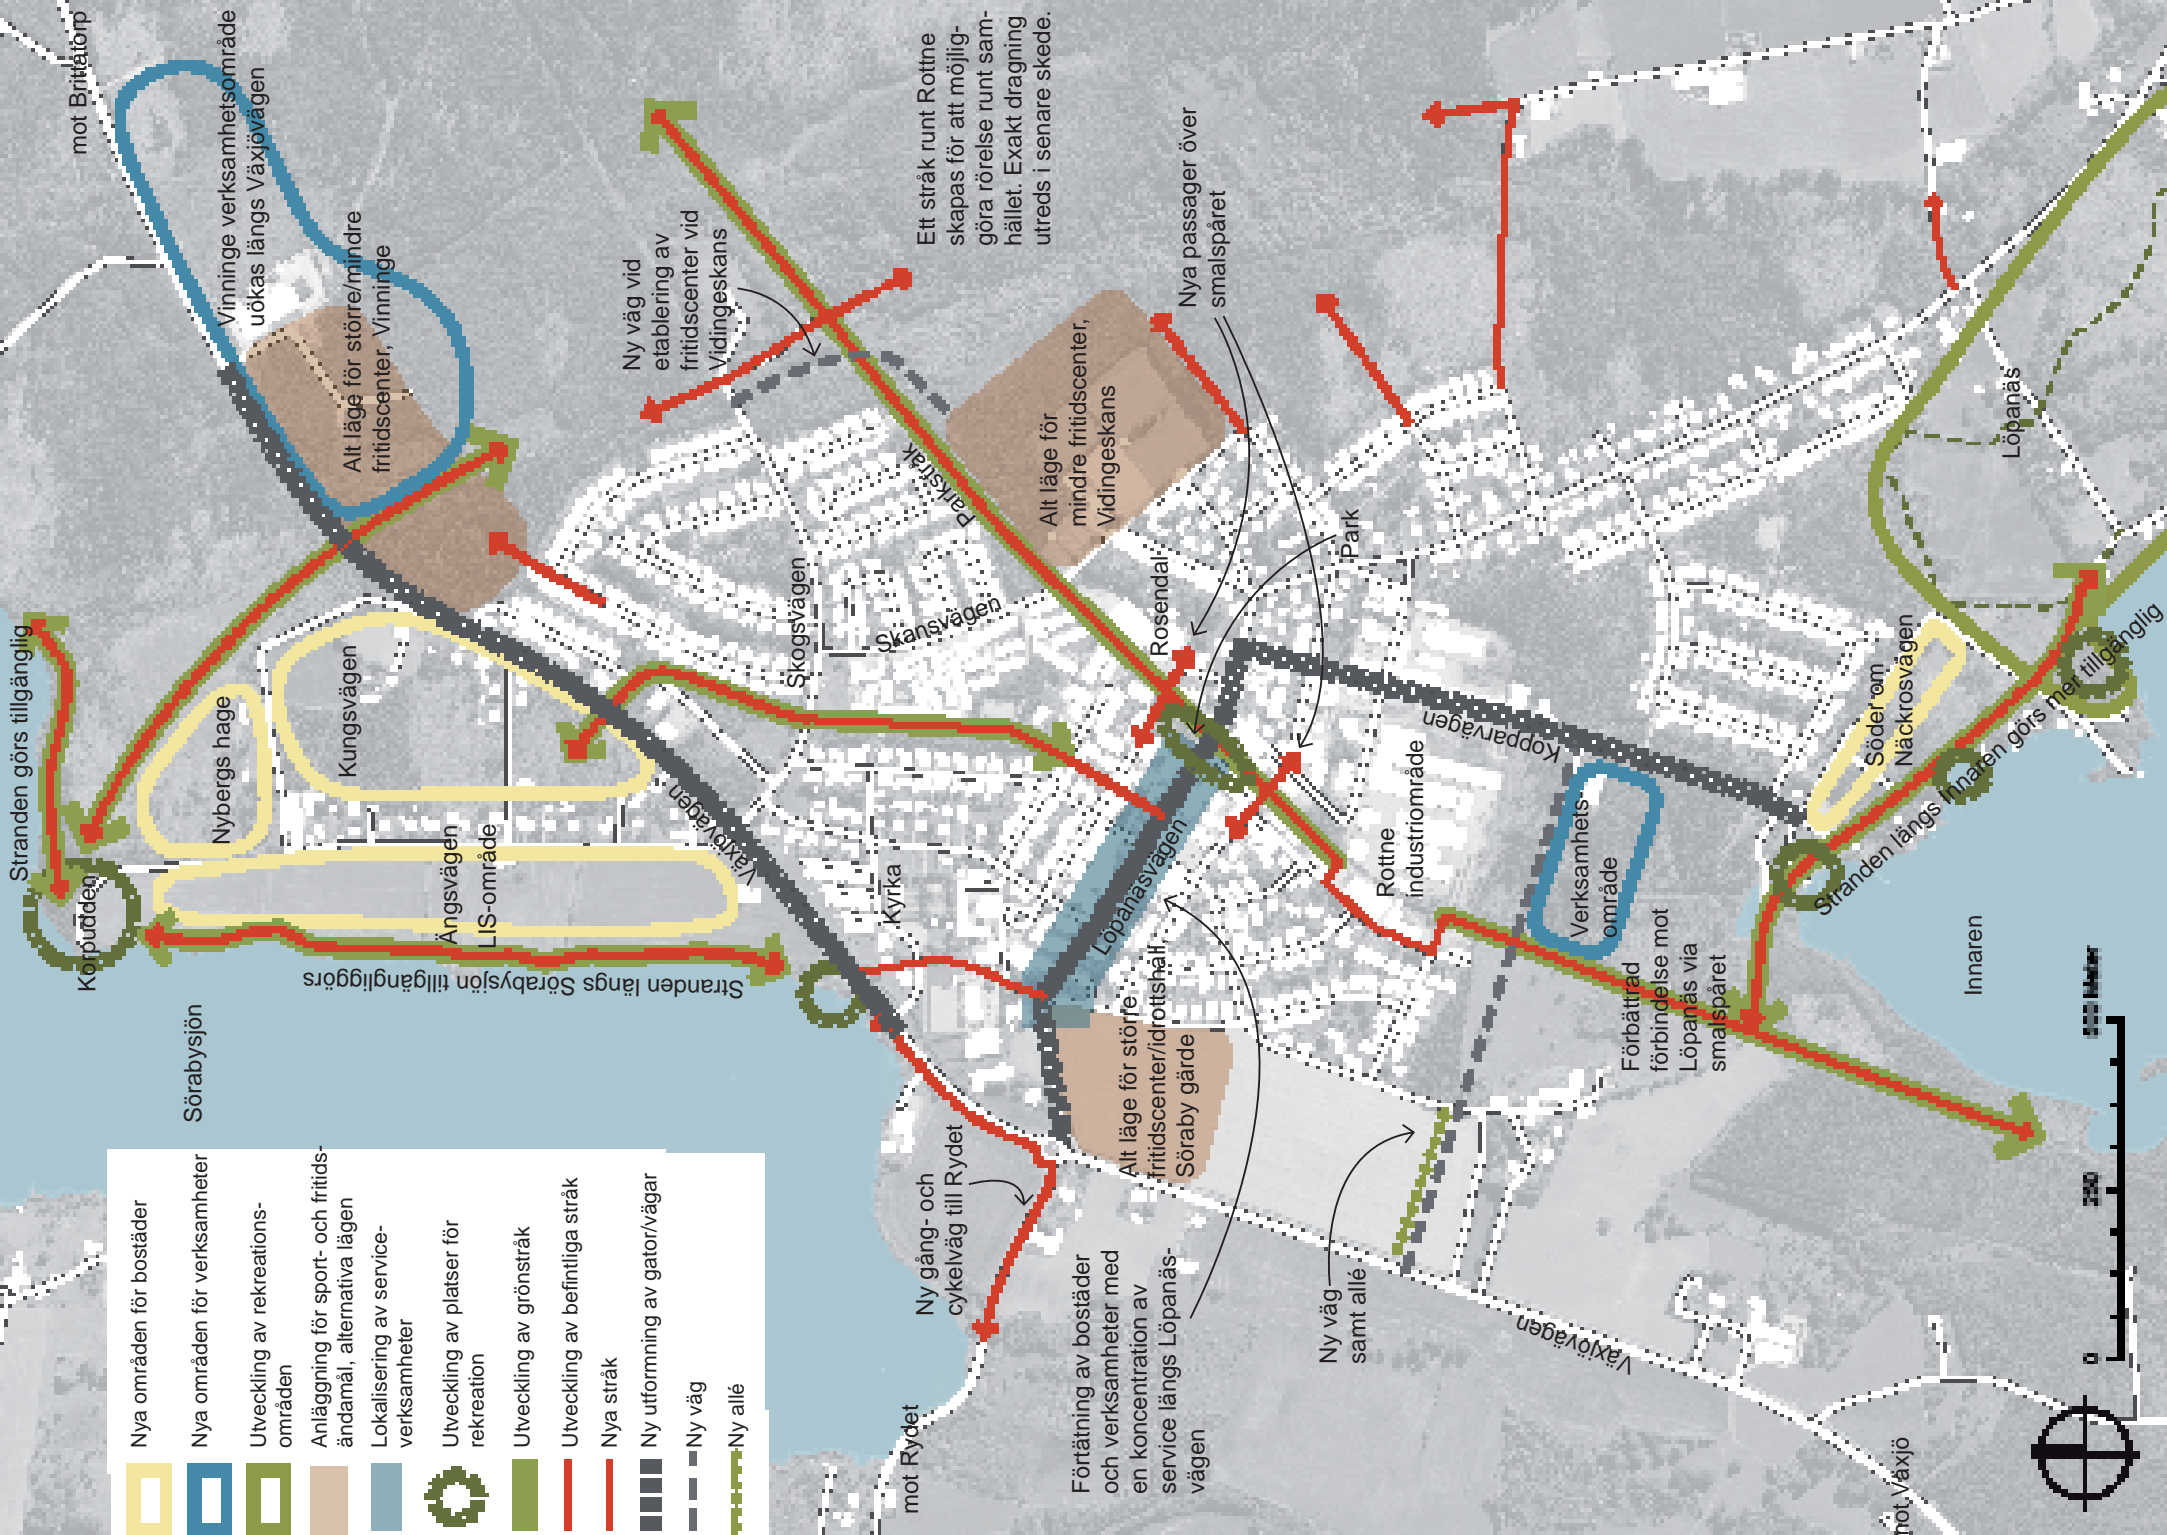 mot Brittatorp
Vinninge verksamhetsområde
uökas längs Växjövägen
Alt läge för större/mindre
fritidscenter, Vinninge
Ny väg vid
etablering av
fritidscenter vid
Vidingeskans
Ett stråk runt Rottne
skapas för att möjlig-
göra rörelse runt sam-
hället. Exakt dragning
utreds i senare skede.
Nya passager över
smalspåret
Alt läge för
mindre fritidscenter,
Vidingeskans
Parkstråk
Park
Löpanäs
Stranden görs tillgänglig
Nybergs hage
Kungsvägen
Skogsvägen
Skansvägen
Rosendal
Korpudden
Ängsvägen
LIS-område
Växjövägen
Kyrka
Löpanäsvägen
Kopparvägen
Rottne
industriområde
Verksamhets
område
Söder om
Näckrosvägen
Stranden längs Innaren görs mer tillgänglig
Stranden längs Sörabysjön tillgängliggörs
Sörabysjön
Innaren
Förbättrad
förbindelse mot
Löpanäs via
smalspåret
Alt läge för större
fritidscenter/idrottshall,
Söraby gärde
Ny gång- och
cykelväg till Rydet
Förtätning av bostäder
och verksamheter med
en koncentration av
service längs Löpanäs-
vägen
Ny väg
samt allé
Växjövägen
mot Rydet
mot Växjö
Nya områden för bostäder
Nya områden för verksamheter
Utveckling av rekreations-
områden
Anläggning för sport- och fritids-
ändamål, alternativa lägen
Lokalisering av service-
verksamheter
Utveckling av platser för
rekreation
Utveckling av grönstråk
Utveckling av befintliga stråk
Nya stråk
Ny utformning av gator/vägar
Ny väg
Ny allé
0
250
500 Meter